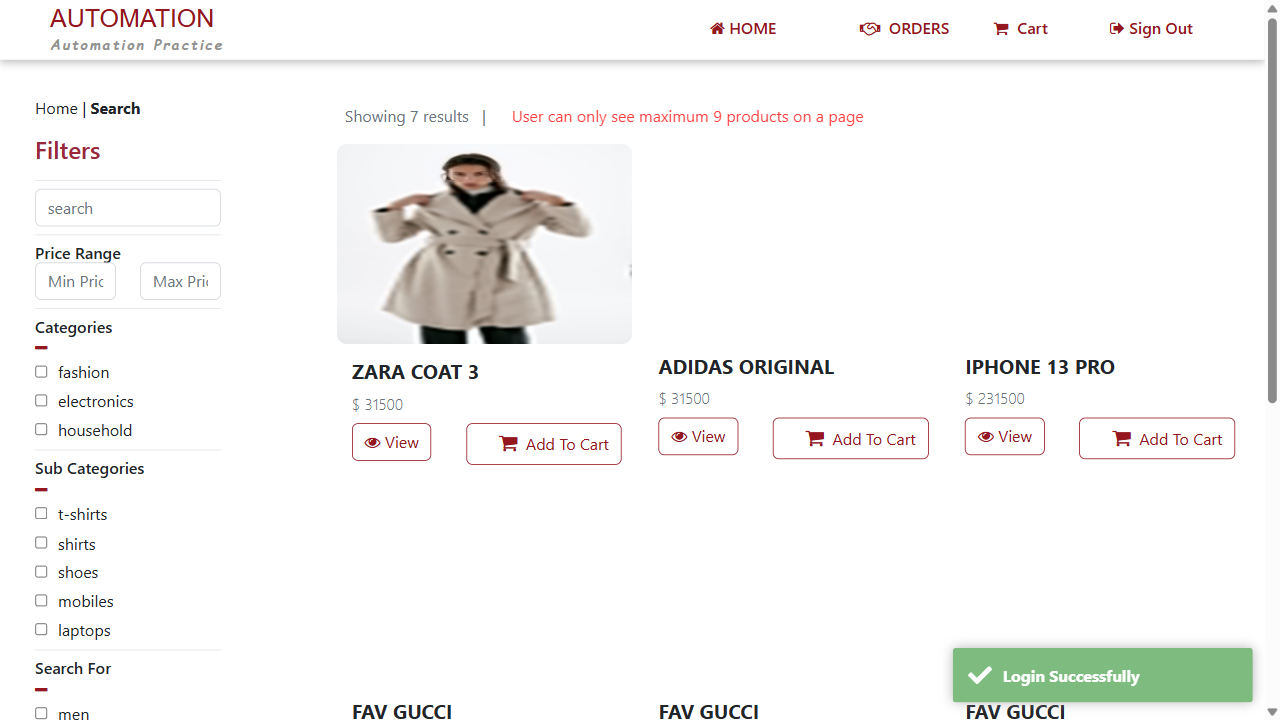 AUTOMATION
Automation Practice
HOME
ORDERS
Cart
Sign Out
Home | Search
Filters
search
Price Range
Min Pric
Max Pric
Categories
fashion
electronics
household
Sub Categories
t-shirts
shirts
shoes
mobiles
laptops
Search For
men
Showing 7 results |
User can only see maximum 9 products on a page
ZARA COAT 3
$ 31500
View
Add To Cart
ADIDAS ORIGINAL
$ 31500
View
Add To Cart
IPHONE 13 PRO
$ 231500
View
Add To Cart
FAV GUCCI
FAV GUCCI
FAV GUCCI
Login Successfully